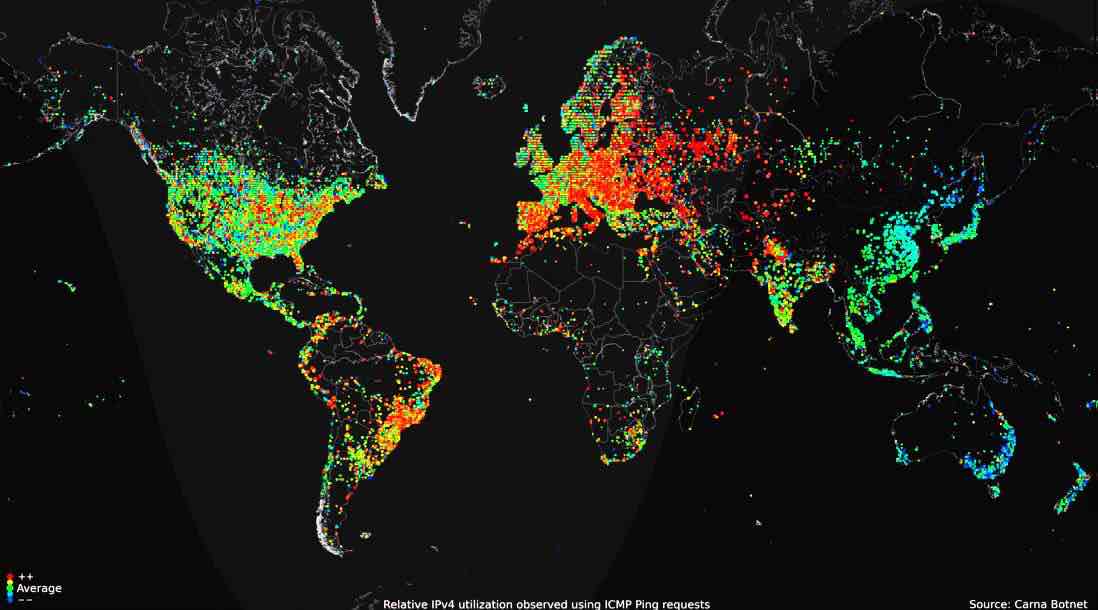 ++
Average
--
Relative IPv4 utilization observed using ICMP Ping requests
Source: Carna Botnet